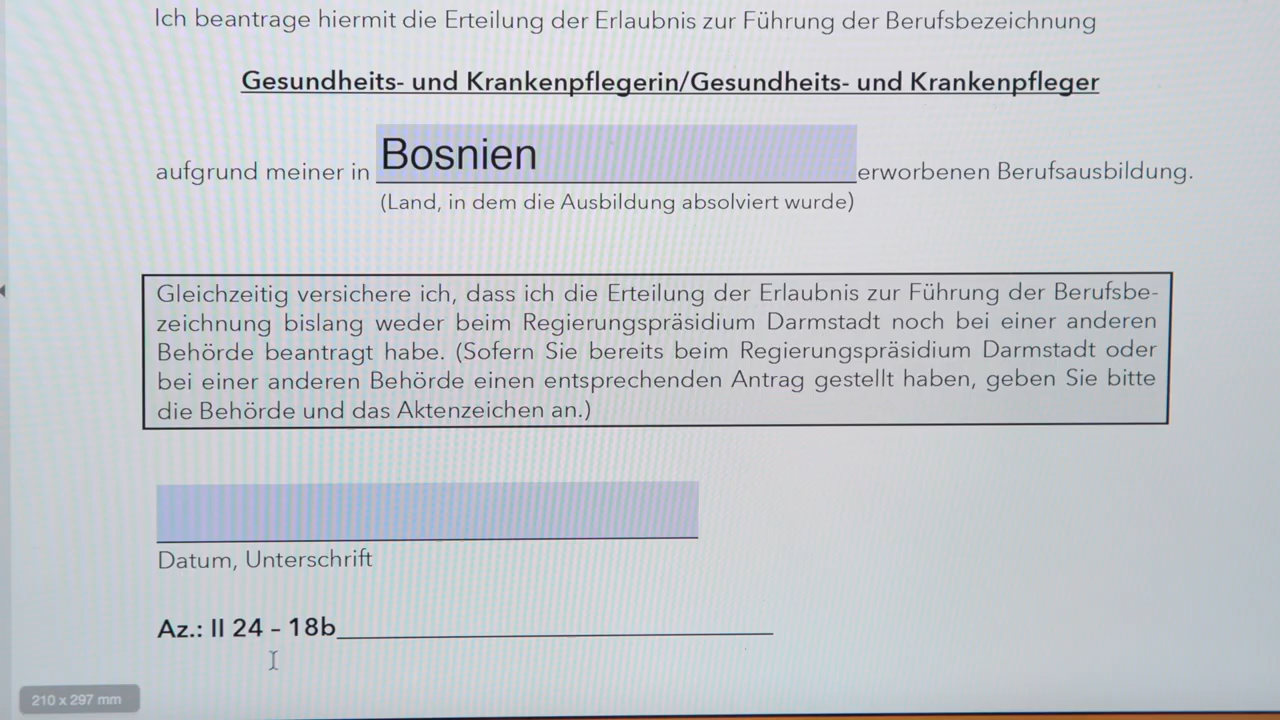 Ich beantrage hiermit die Erteilung der Erlaubnis zur Führung der Berufsbezeichnung
Gesundheits- und Krankenpflegerin/Gesundheits- und Krankenpfleger
aufgrund meiner in Bosnien erworbenen Berufsausbildung.
(Land, in dem die Ausbildung absolviert wurde)
Gleichzeitig versichere ich, dass ich die Erteilung der Erlaubnis zur Führung der Berufsbe-
zeichnung bislang weder beim Regierungspräsidium Darmstadt noch bei einer anderen
Behörde beantragt habe. (Sofern Sie bereits beim Regierungspräsidium Darmstadt oder
bei einer anderen Behörde einen entsprechenden Antrag gestellt haben, geben Sie bitte
die Behörde und das Aktenzeichen an.)
Datum, Unterschrift
Az.: II 24 – 18b
210 x 297 mm